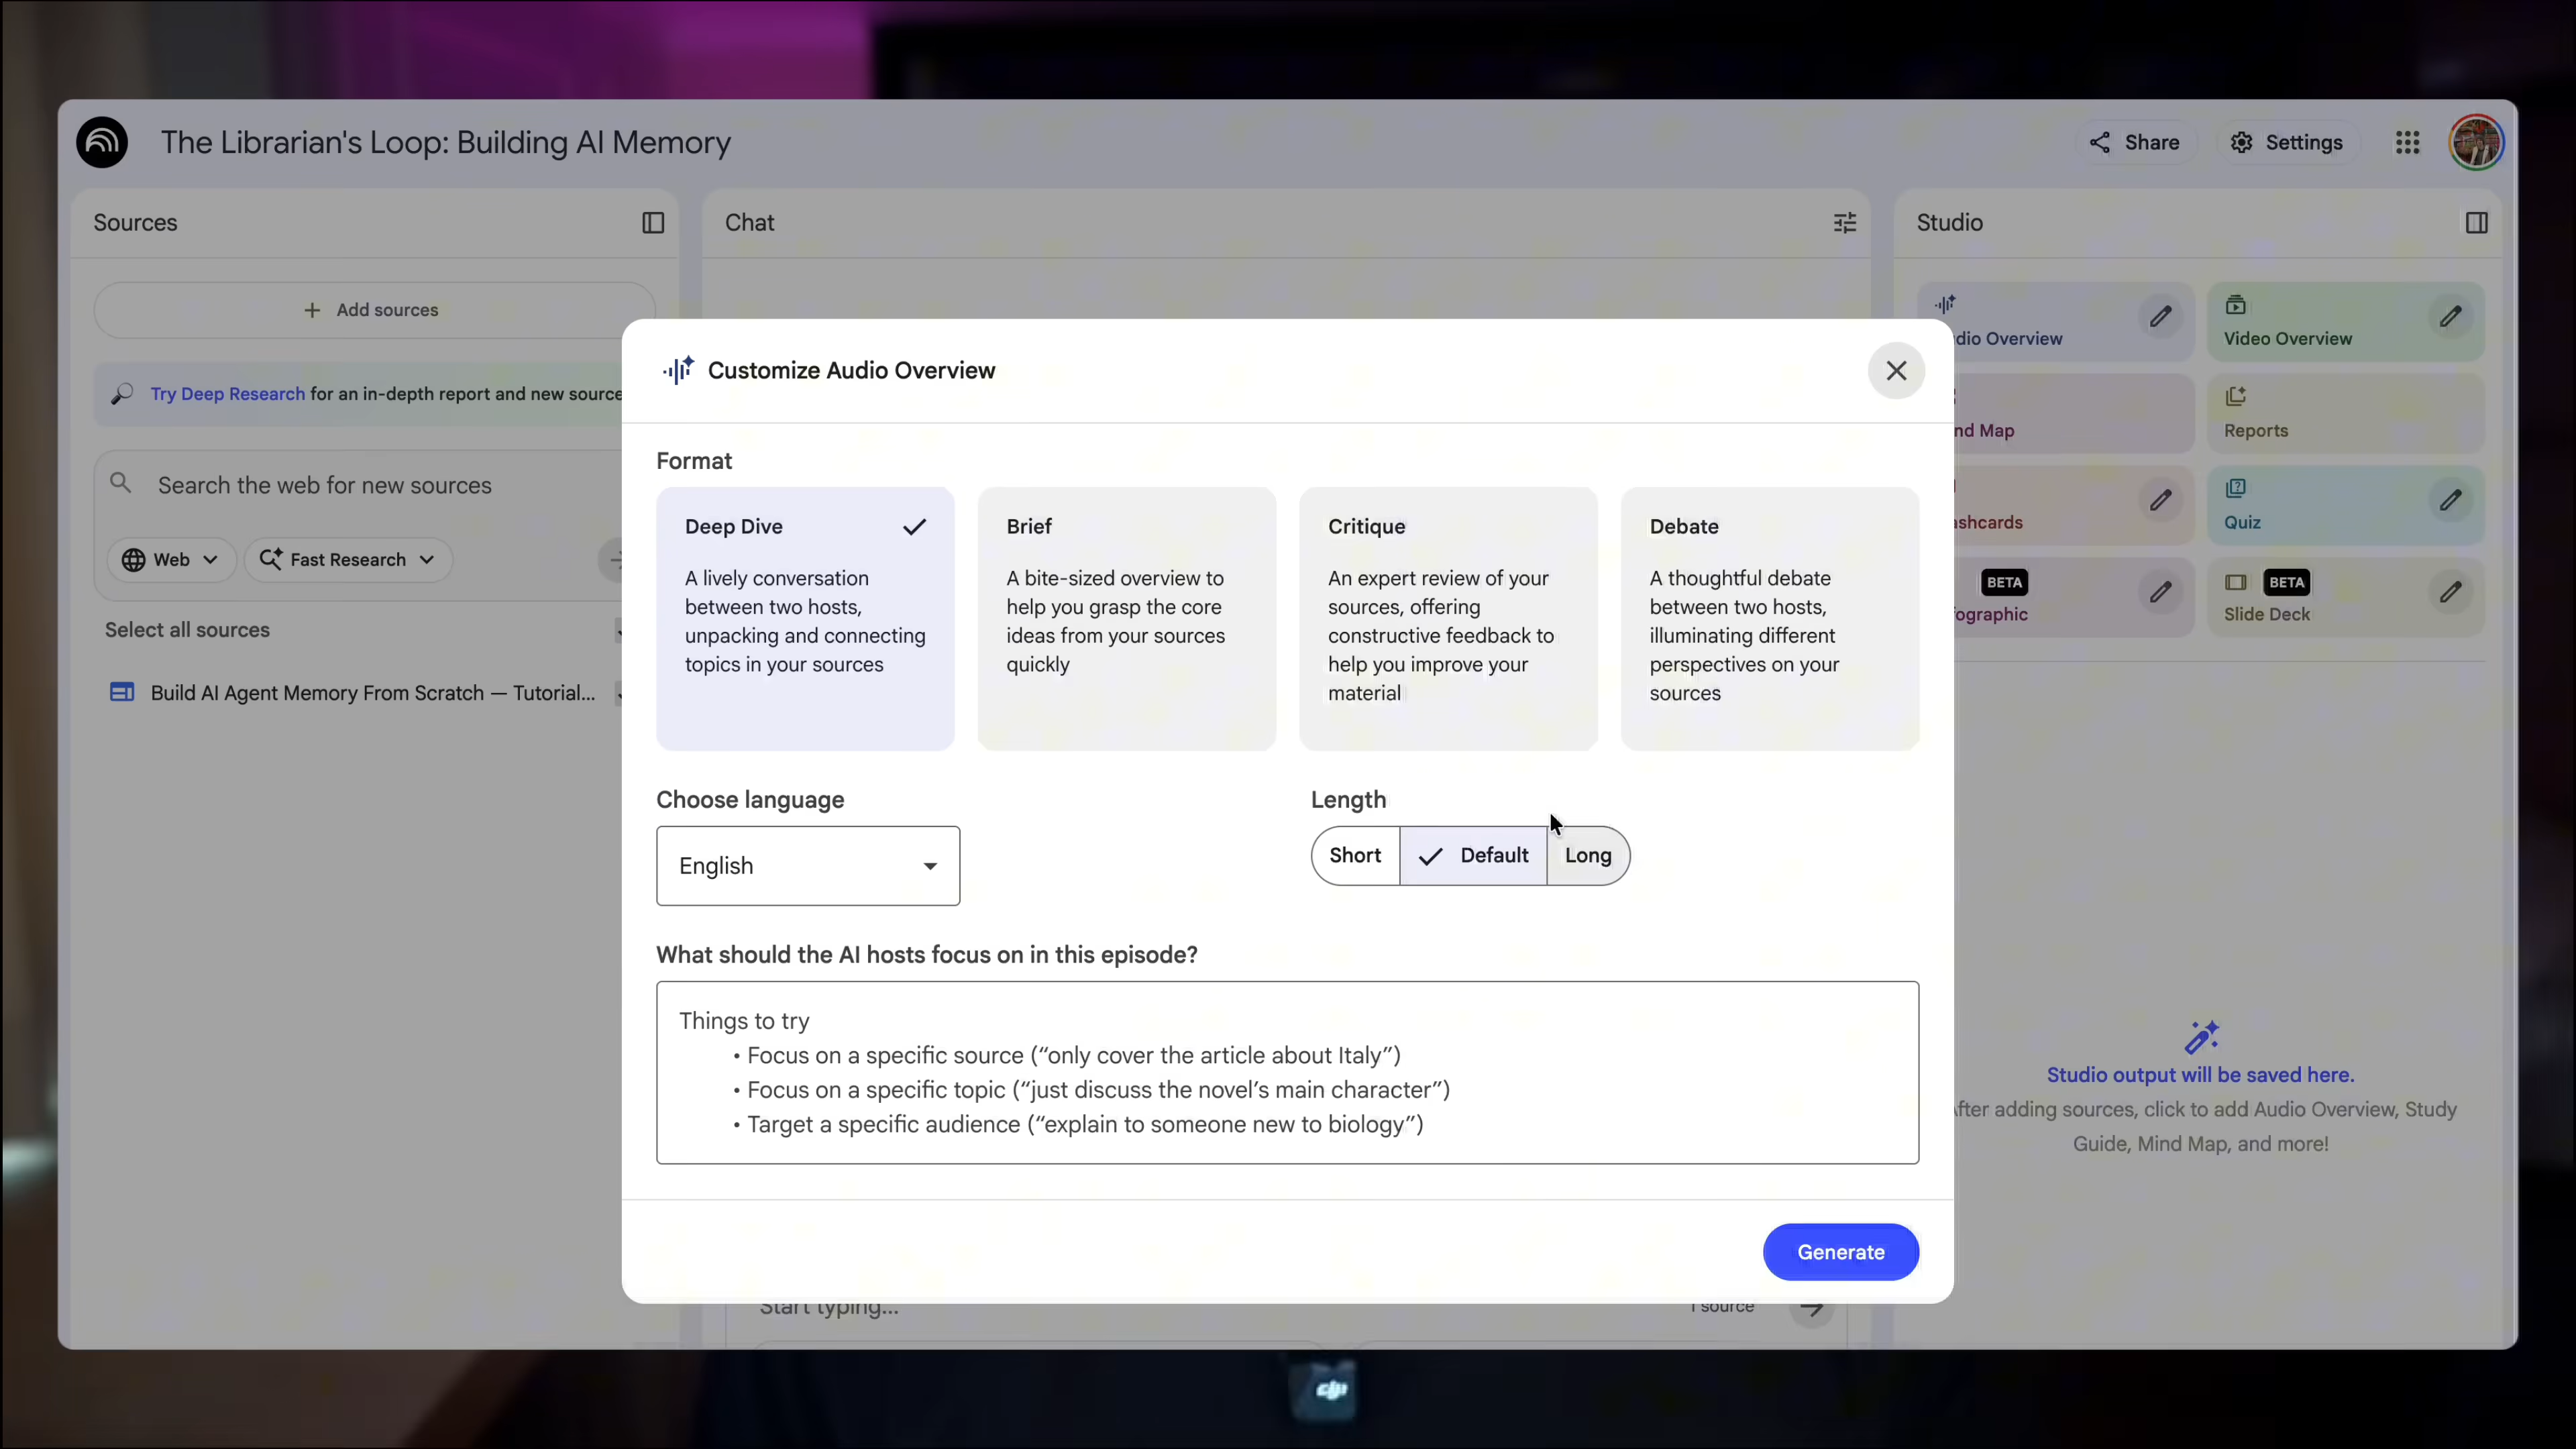 The Librarian's Loop: Building AI Memory
Share
Settings
Sources
Chat
Studio
Add sources
Try Deep Research for an in-depth report and new source
Search the web for new sources
Web
Fast Research
Select all sources
Build AI Agent Memory From Scratch — Tutorial...
Customize Audio Overview
Format
Deep Dive
A lively conversation
between two hosts,
unpacking and connecting
topics in your sources
Brief
A bite-sized overview to
help you grasp the core
ideas from your sources
quickly
Critique
An expert review of your
sources, offering
constructive feedback to
help you improve your
material
Debate
A thoughtful debate
between two hosts,
illuminating different
perspectives on your
sources
Choose language
English
Length
Short
Default
Long
What should the AI hosts focus on in this episode?
Things to try
• Focus on a specific source (“only cover the article about Italy”)
• Focus on a specific topic (“just discuss the novel’s main character”)
• Target a specific audience (“explain to someone new to biology”)
Generate
Start typing...
1 source
dio Overview
Video Overview
nd Map
Reports
shcards
Quiz
BETA
ographic
BETA
Slide Deck
Studio output will be saved here.
fter adding sources, click to add Audio Overview, Study
Guide, Mind Map, and more!
dji